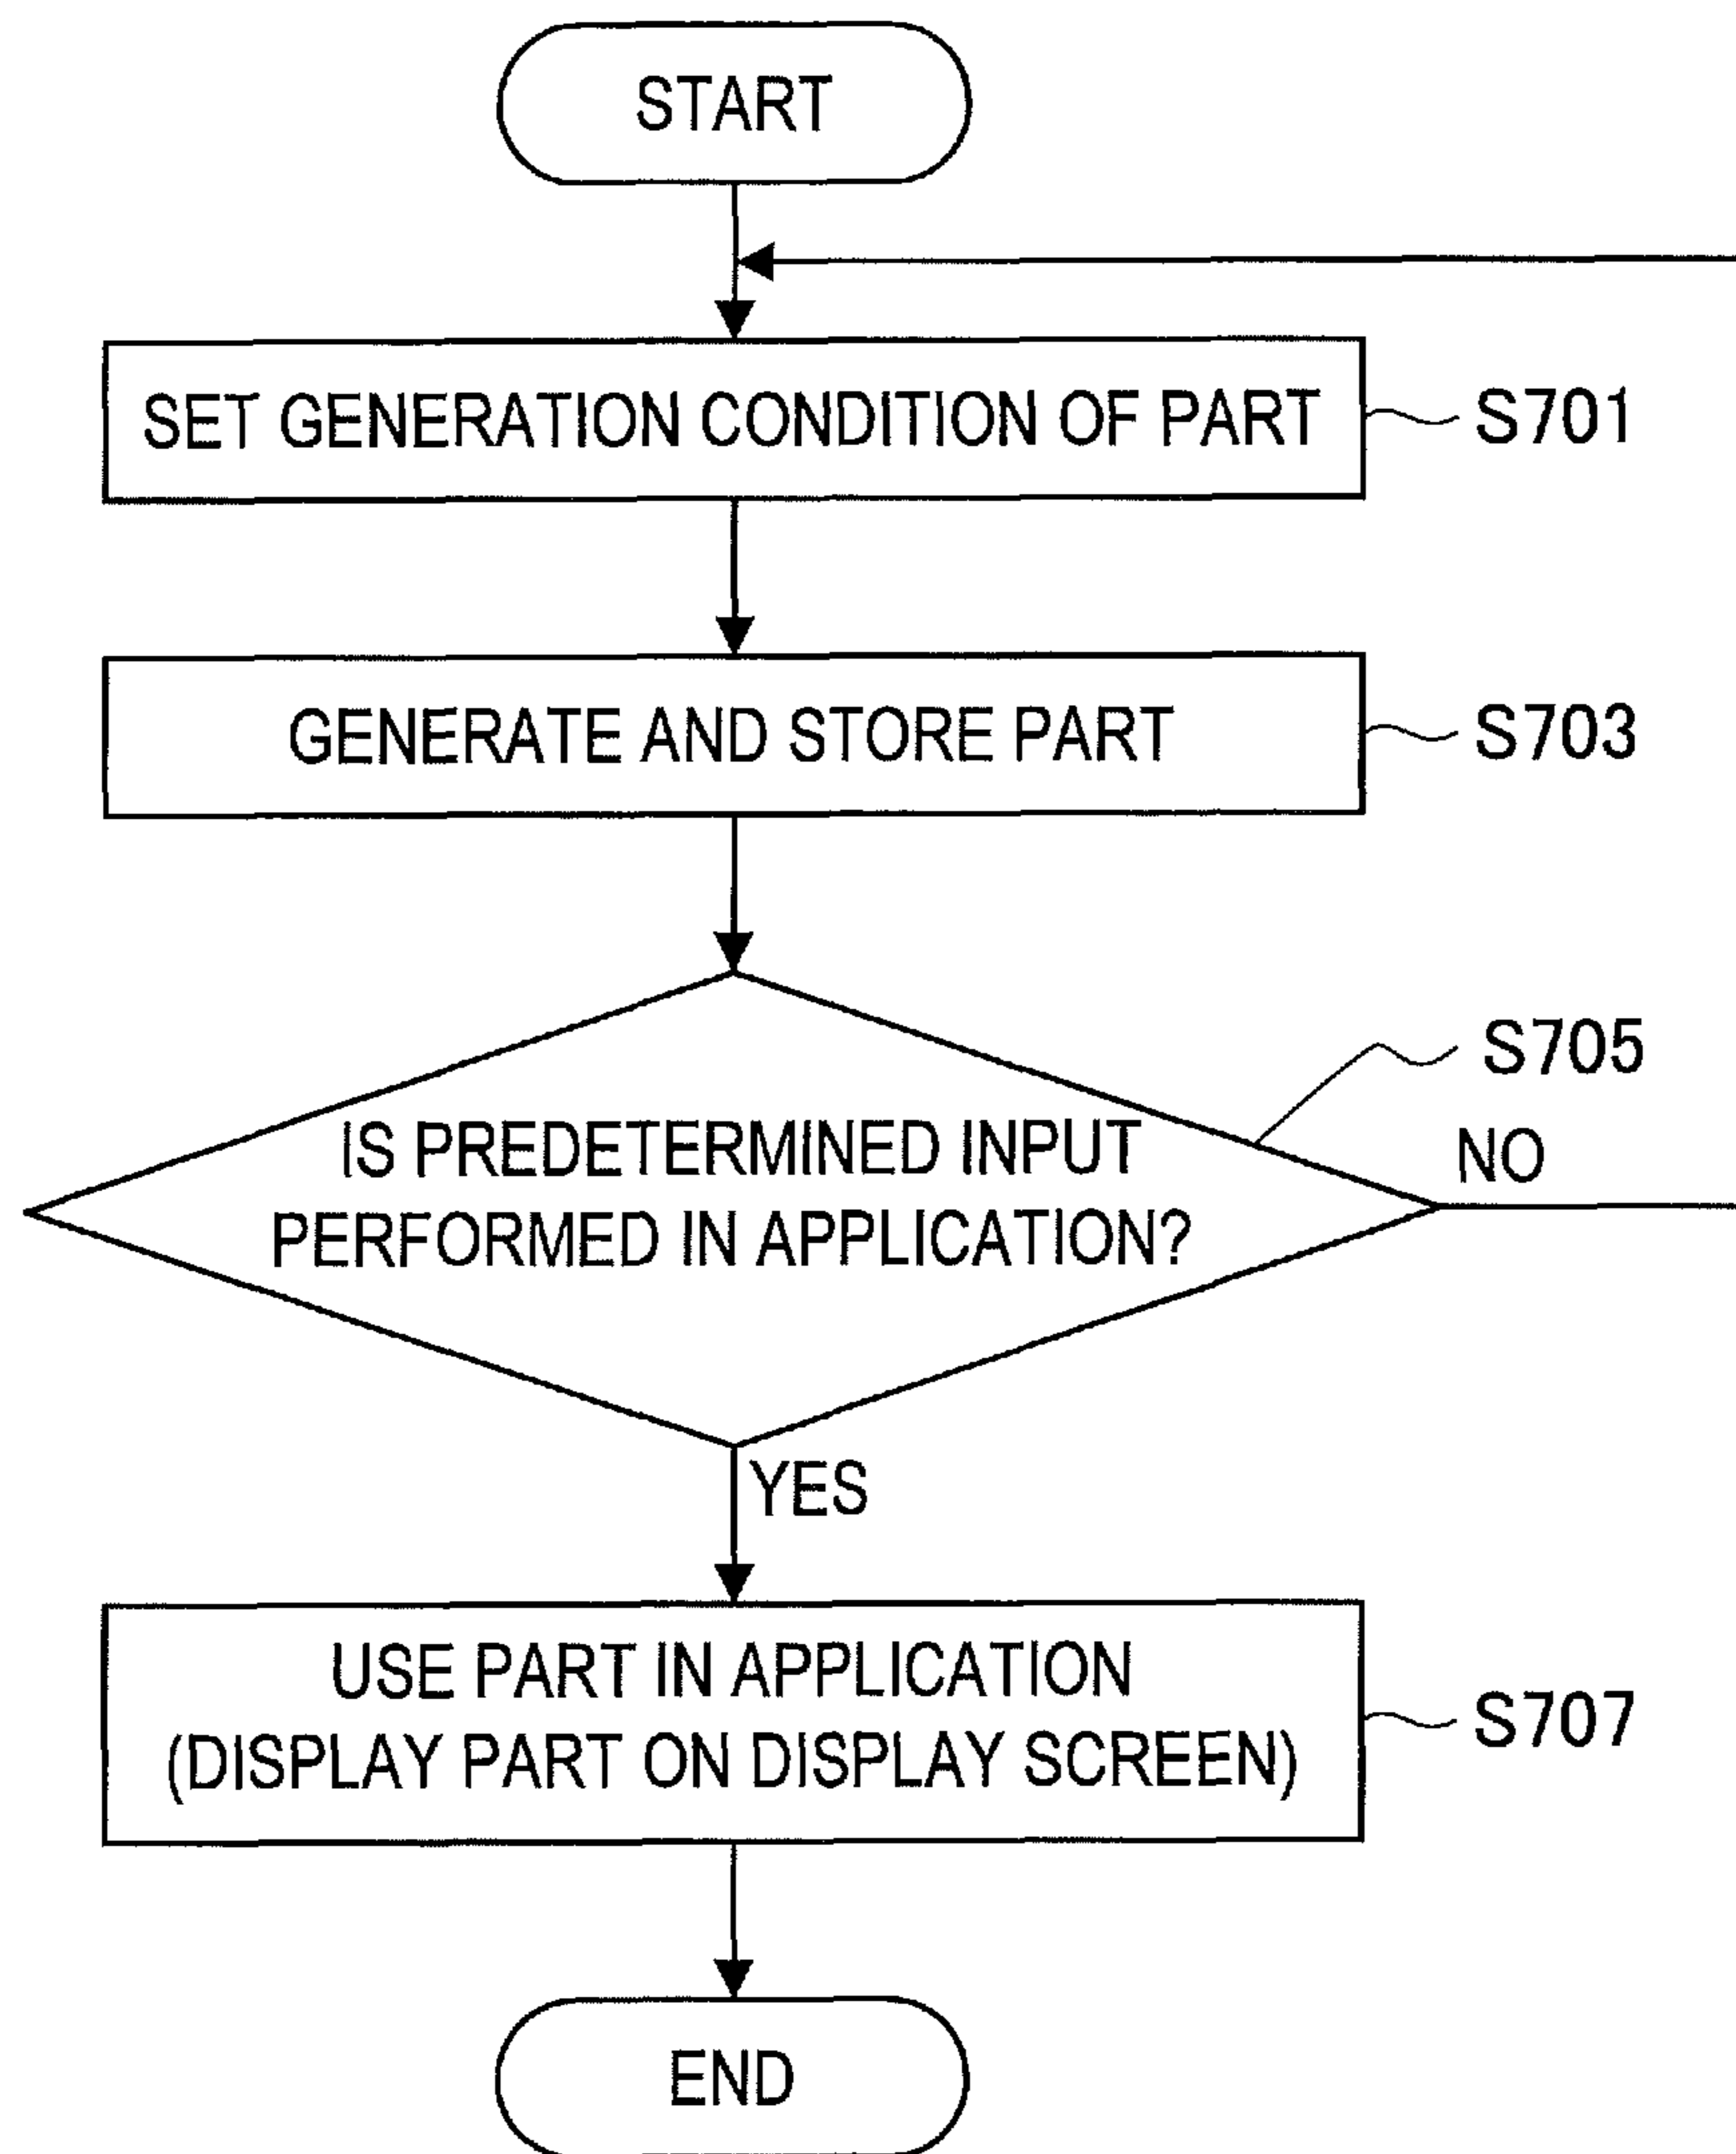 START
SET GENERATION CONDITION OF PART
S701
GENERATE AND STORE PART
S703
S705
IS PREDETERMINED INPUT
PERFORMED IN APPLICATION?
NO
YES
USE PART IN APPLICATION
(DISPLAY PART ON DISPLAY SCREEN)
S707
END